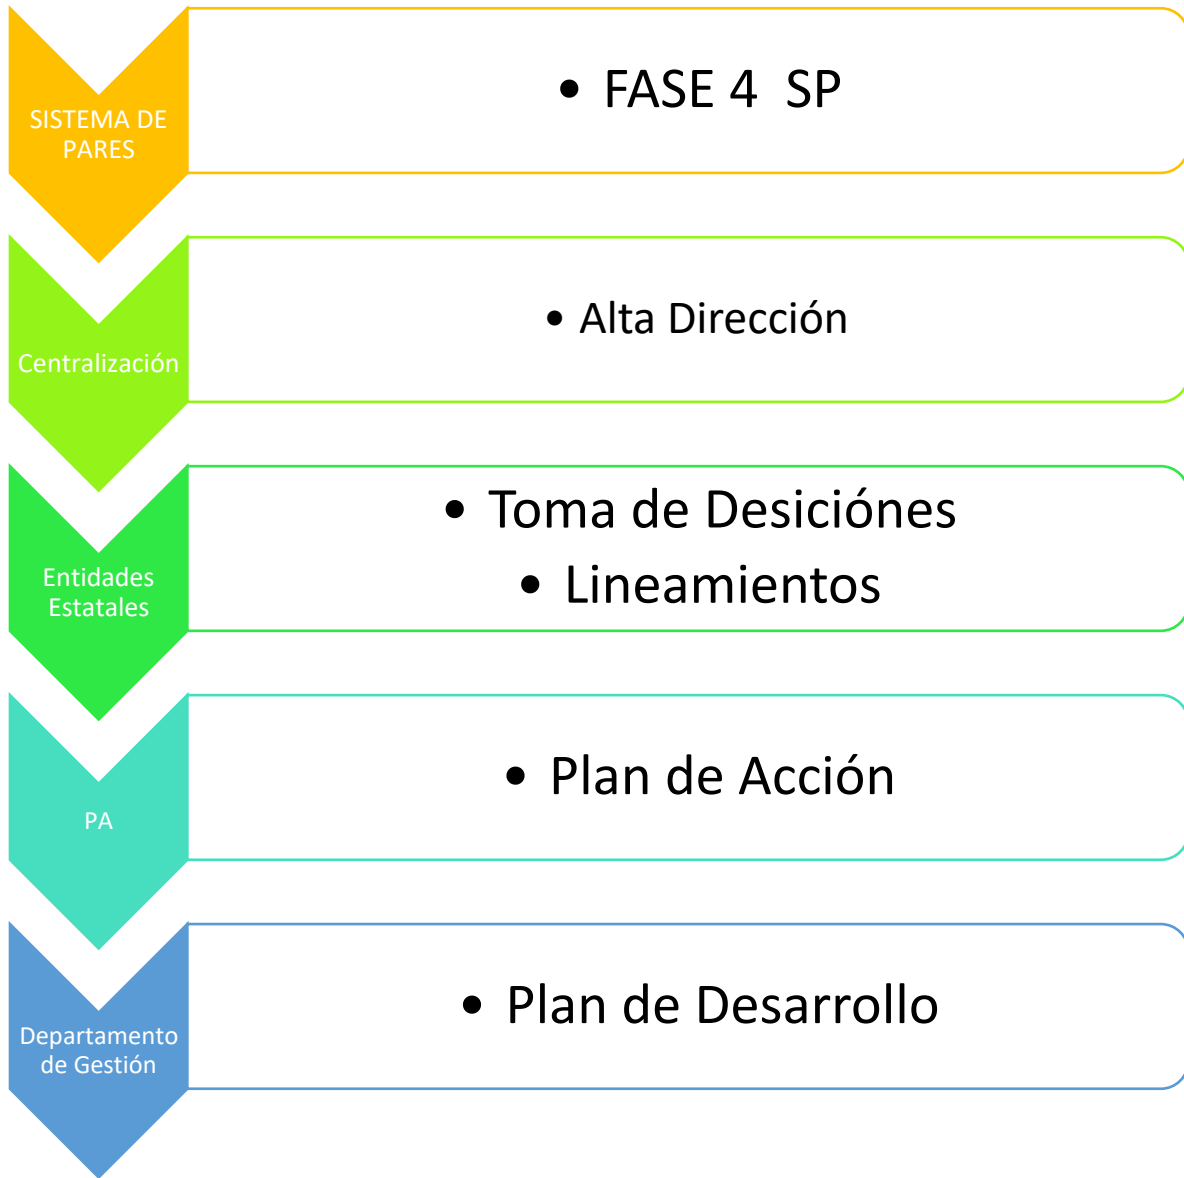 SISTEMA DE
PARES
• FASE 4  SP
Centralización
• Alta Dirección
Entidades
Estatales
• Toma de Desiciónes
• Lineamientos
PA
• Plan de Acción
Departamento
de Gestión
• Plan de Desarrollo